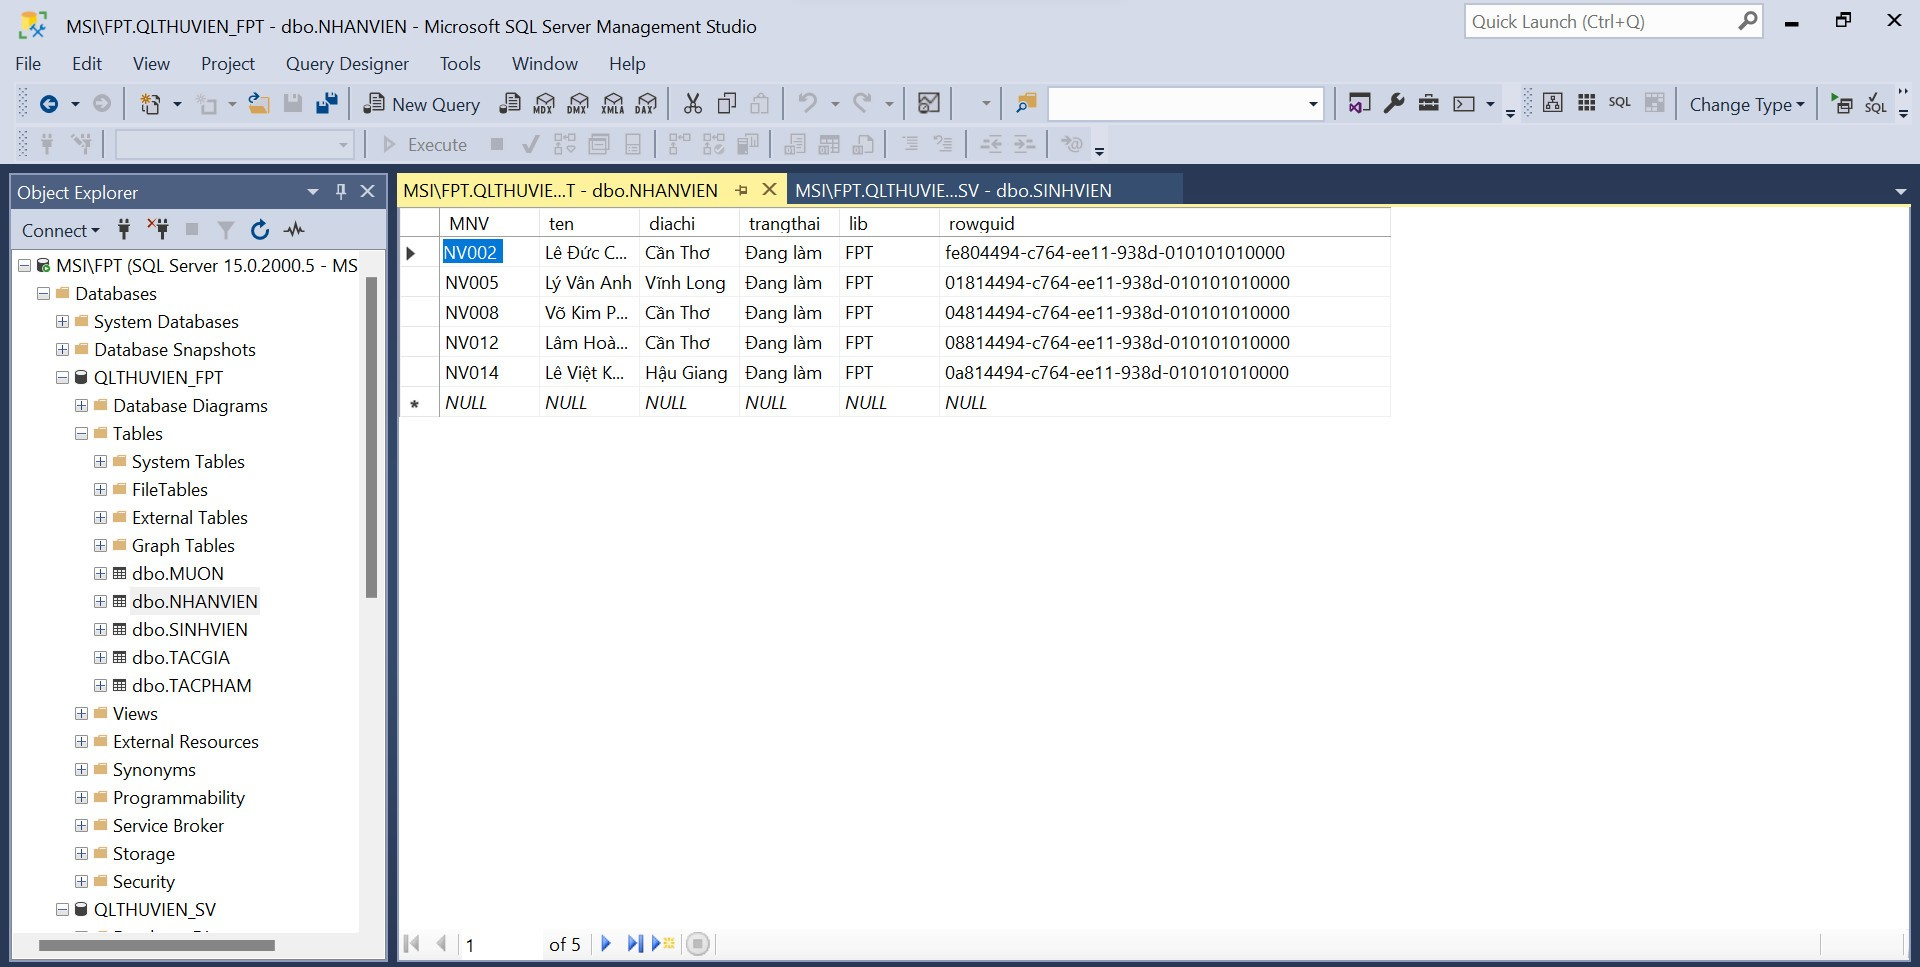 MSI\FPT.QLTHUVIEN_FPT - dbo.NHANVIEN - Microsoft SQL Server Management Studio
Quick Launch (Ctrl+Q)
File Edit View Project Query Designer Tools Window Help
New Query MDX DMX XMLA DAX SQL Change Type SQL
Execute
Object Explorer
Connect
MSI\FPT (SQL Server 15.0.2000.5 - MS
Databases
System Databases
Database Snapshots
QLTHUVIEN_FPT
Database Diagrams
Tables
System Tables
FileTables
External Tables
Graph Tables
dbo.MUON
dbo.NHANVIEN
dbo.SINHVIEN
dbo.TACGIA
dbo.TACPHAM
Views
External Resources
Synonyms
Programmability
Service Broker
Storage
Security
QLTHUVIEN_SV
MSI\FPT.QLTHUVIE...T - dbo.NHANVIEN
MSI\FPT.QLTHUVIE...SV - dbo.SINHVIEN
MNV ten diachi trangthai lib rowguid
NV002 Lê Đức C... Cần Thơ Đang làm FPT fe804494-c764-ee11-938d-010101010000
NV005 Lý Vân Anh Vĩnh Long Đang làm FPT 01814494-c764-ee11-938d-010101010000
NV008 Võ Kim P... Cần Thơ Đang làm FPT 04814494-c764-ee11-938d-010101010000
NV012 Lâm Hoà... Cần Thơ Đang làm FPT 08814494-c764-ee11-938d-010101010000
NV014 Lê Việt K... Hậu Giang Đang làm FPT 0a814494-c764-ee11-938d-010101010000
NULL NULL NULL NULL NULL NULL
1 of 5